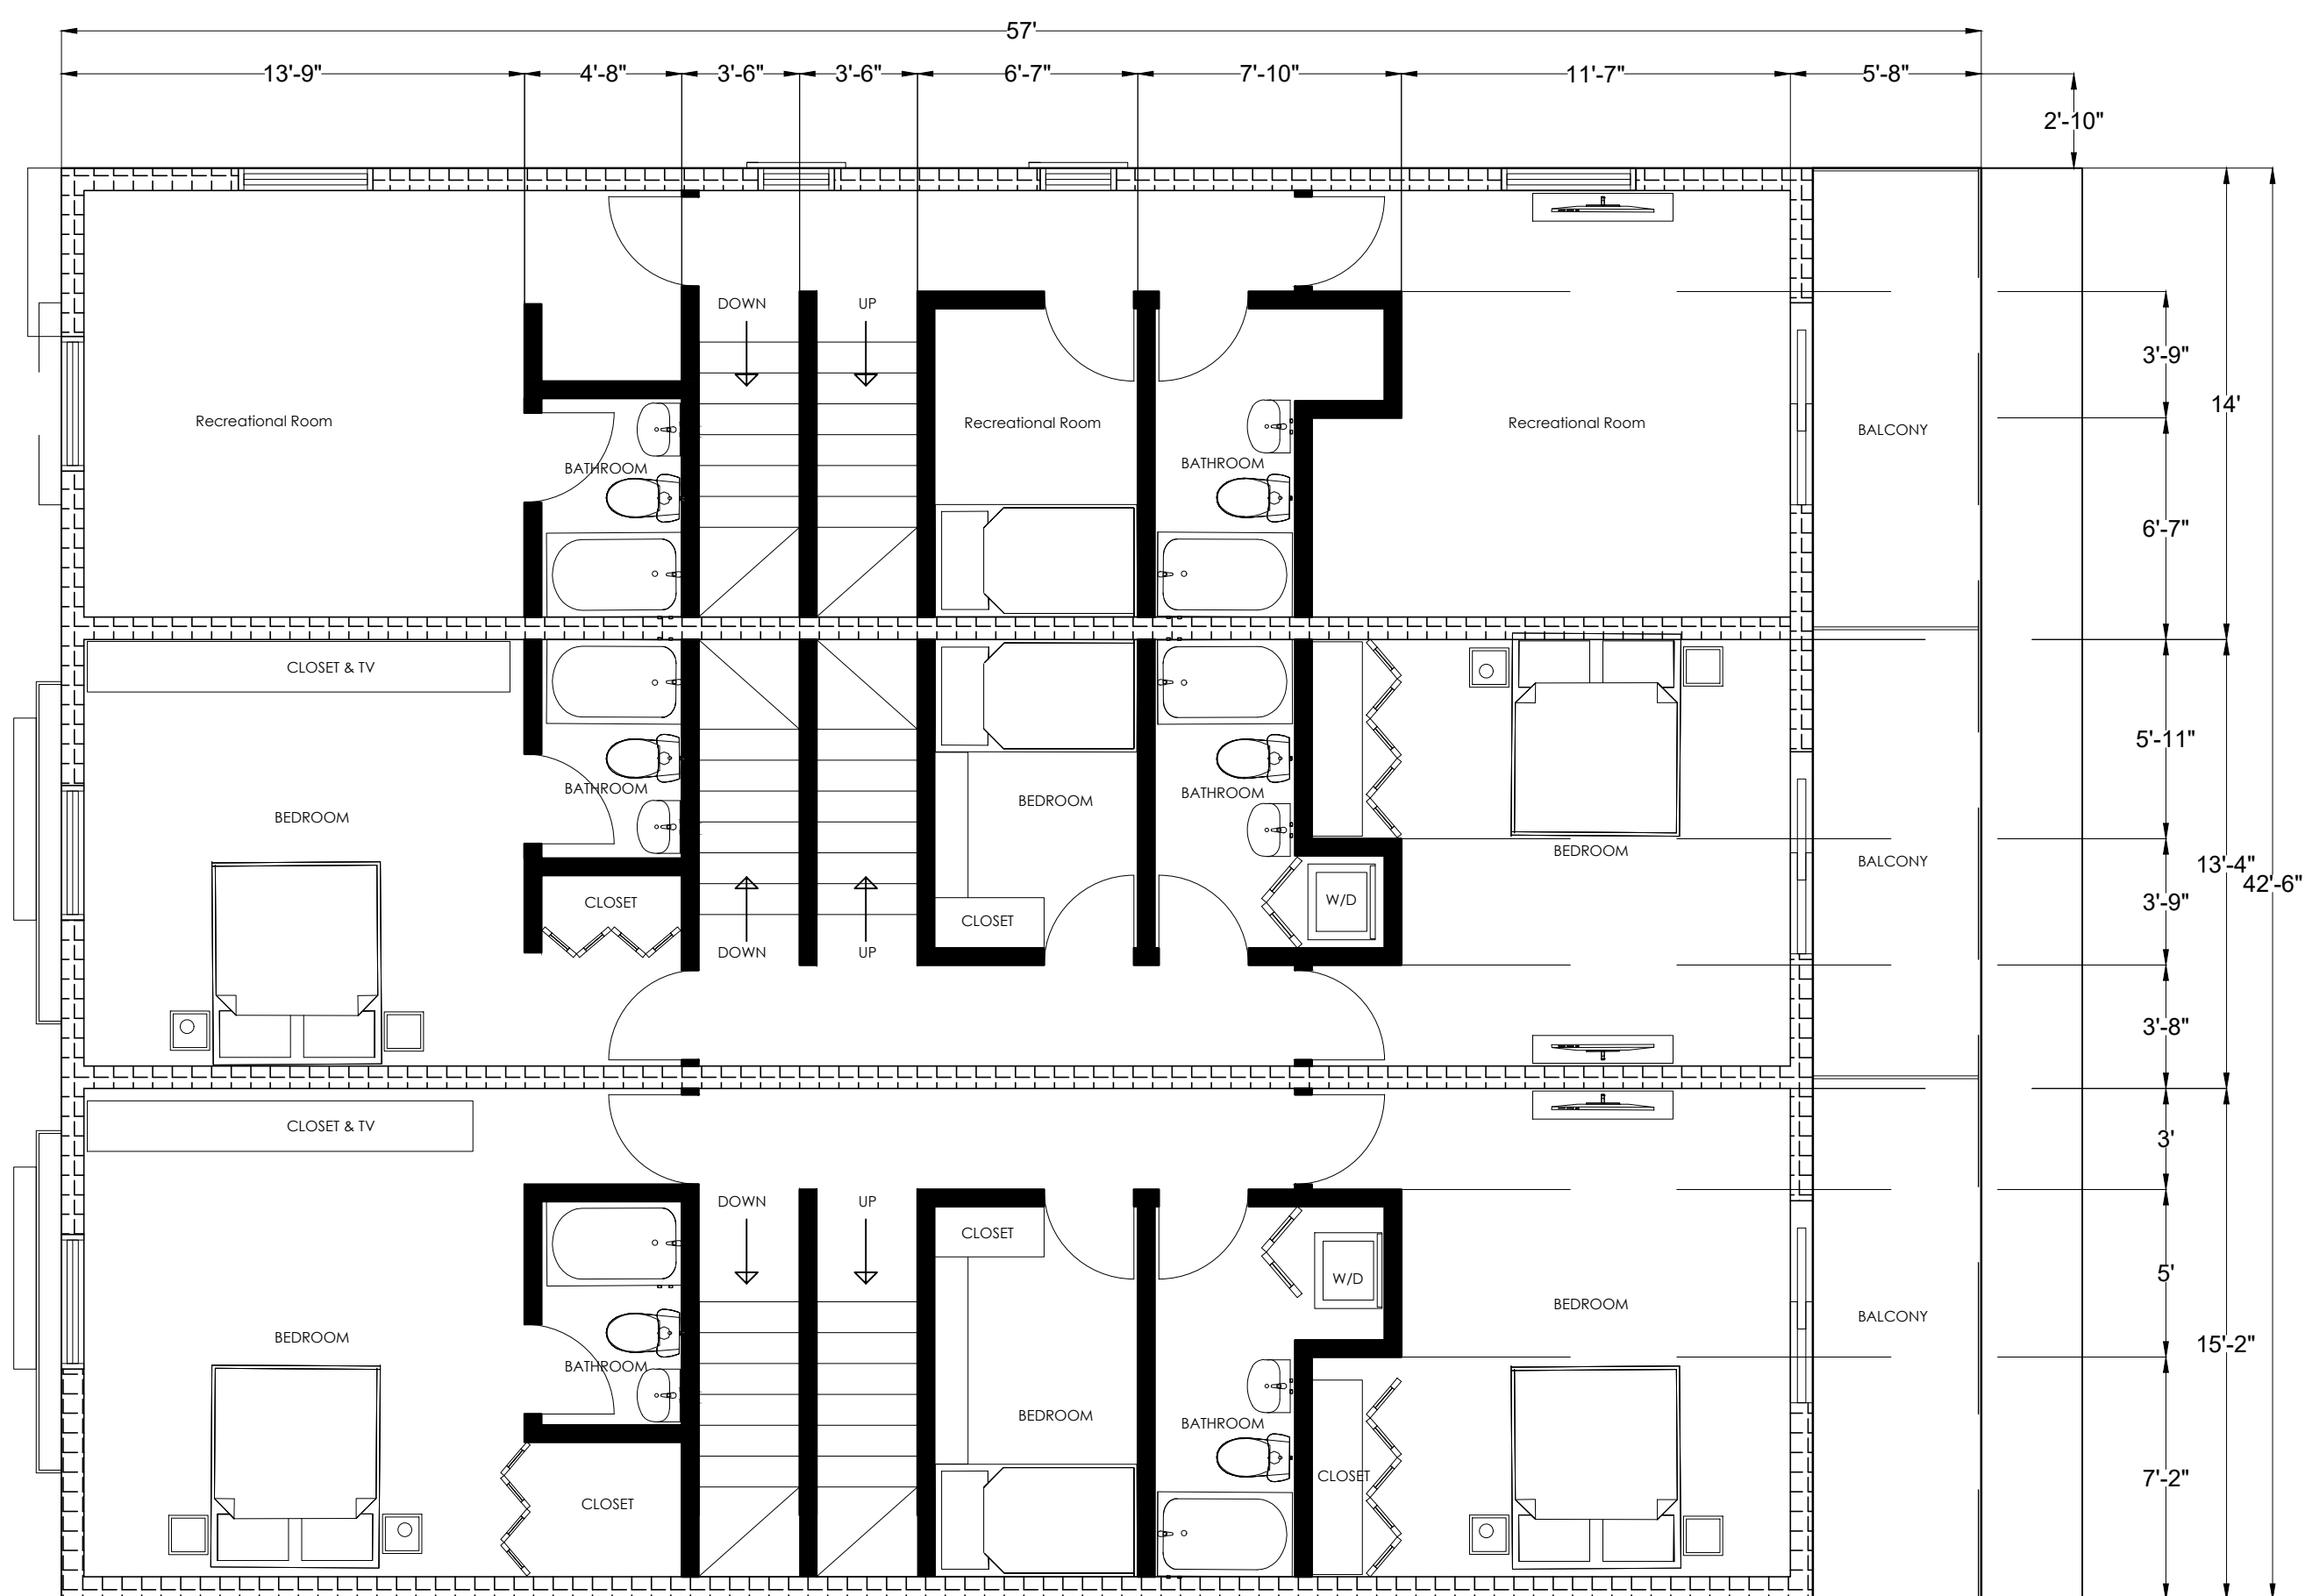 57'
13'-9" 4'-8" 3'-6" 3'-6" 6'-7" 7'-10" 11'-7" 5'-8"
2'-10"
DOWN UP
3'-9"
14'
Recreational Room Recreational Room Recreational Room BALCONY
BATHROOM BATHROOM
6'-7"
CLOSET & TV
5'-11"
BATHROOM BATHROOM
BEDROOM BEDROOM
BEDROOM BALCONY
13'-4"
42'-6"
CLOSET W/D 3'-9"
CLOSET
DOWN UP
3'-8"
CLOSET & TV
3'
DOWN UP
CLOSET
W/D 5'
BEDROOM BEDROOM BALCONY
15'-2"
BATHROOM
BEDROOM BATHROOM
CLOSET 7'-2"
CLOSET